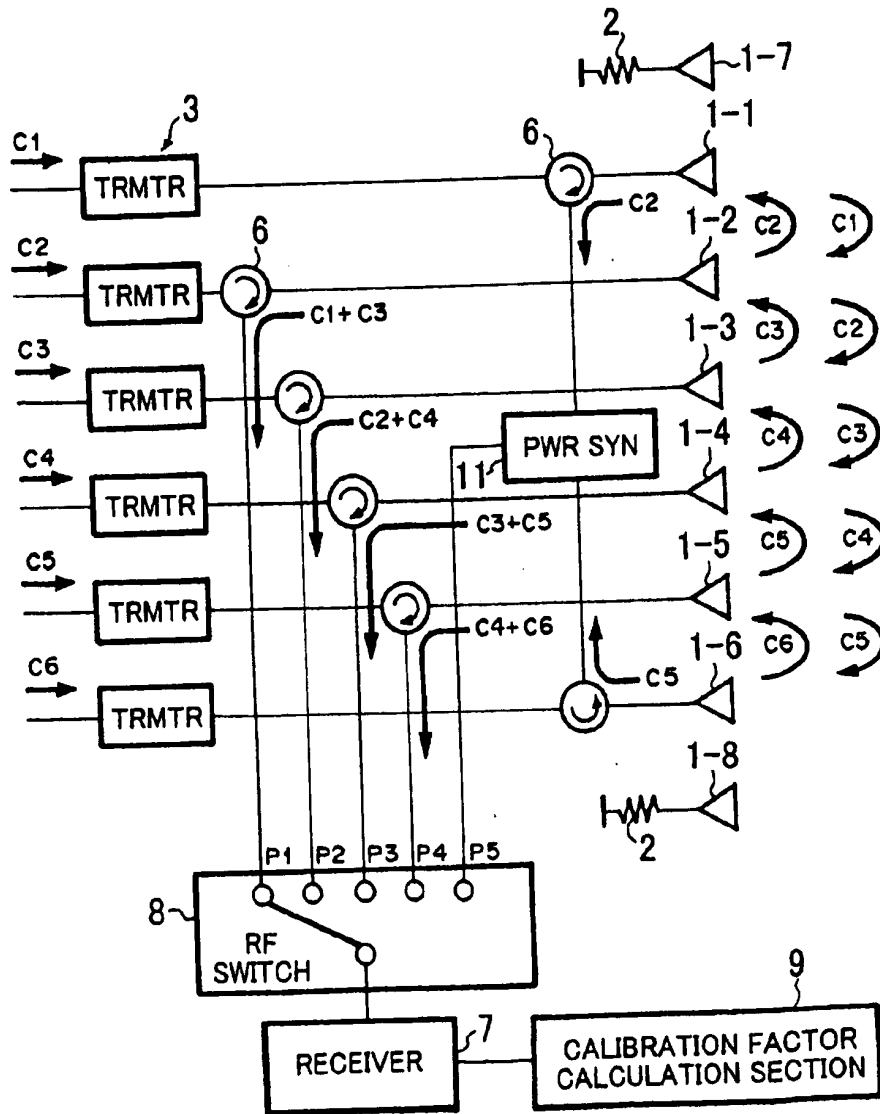 2
1-7
3
6
1-1
C1
TRMTR
C2
1-2
C2
C1
C2
6
TRMTR
C1+C3
1-3
C3
C2
C3
TRMTR
C2+C4
1-4
C4
C3
PWR SYN
11
C4
TRMTR
C3+C5
1-5
C5
C4
C5
TRMTR
C4+C6
1-6
C6
C5
C5
C6
TRMTR
1-8
2
P1
P2
P3
P4
P5
8
RF
SWITCH
9
7
RECEIVER
CALIBRATION FACTOR
CALCULATION SECTION